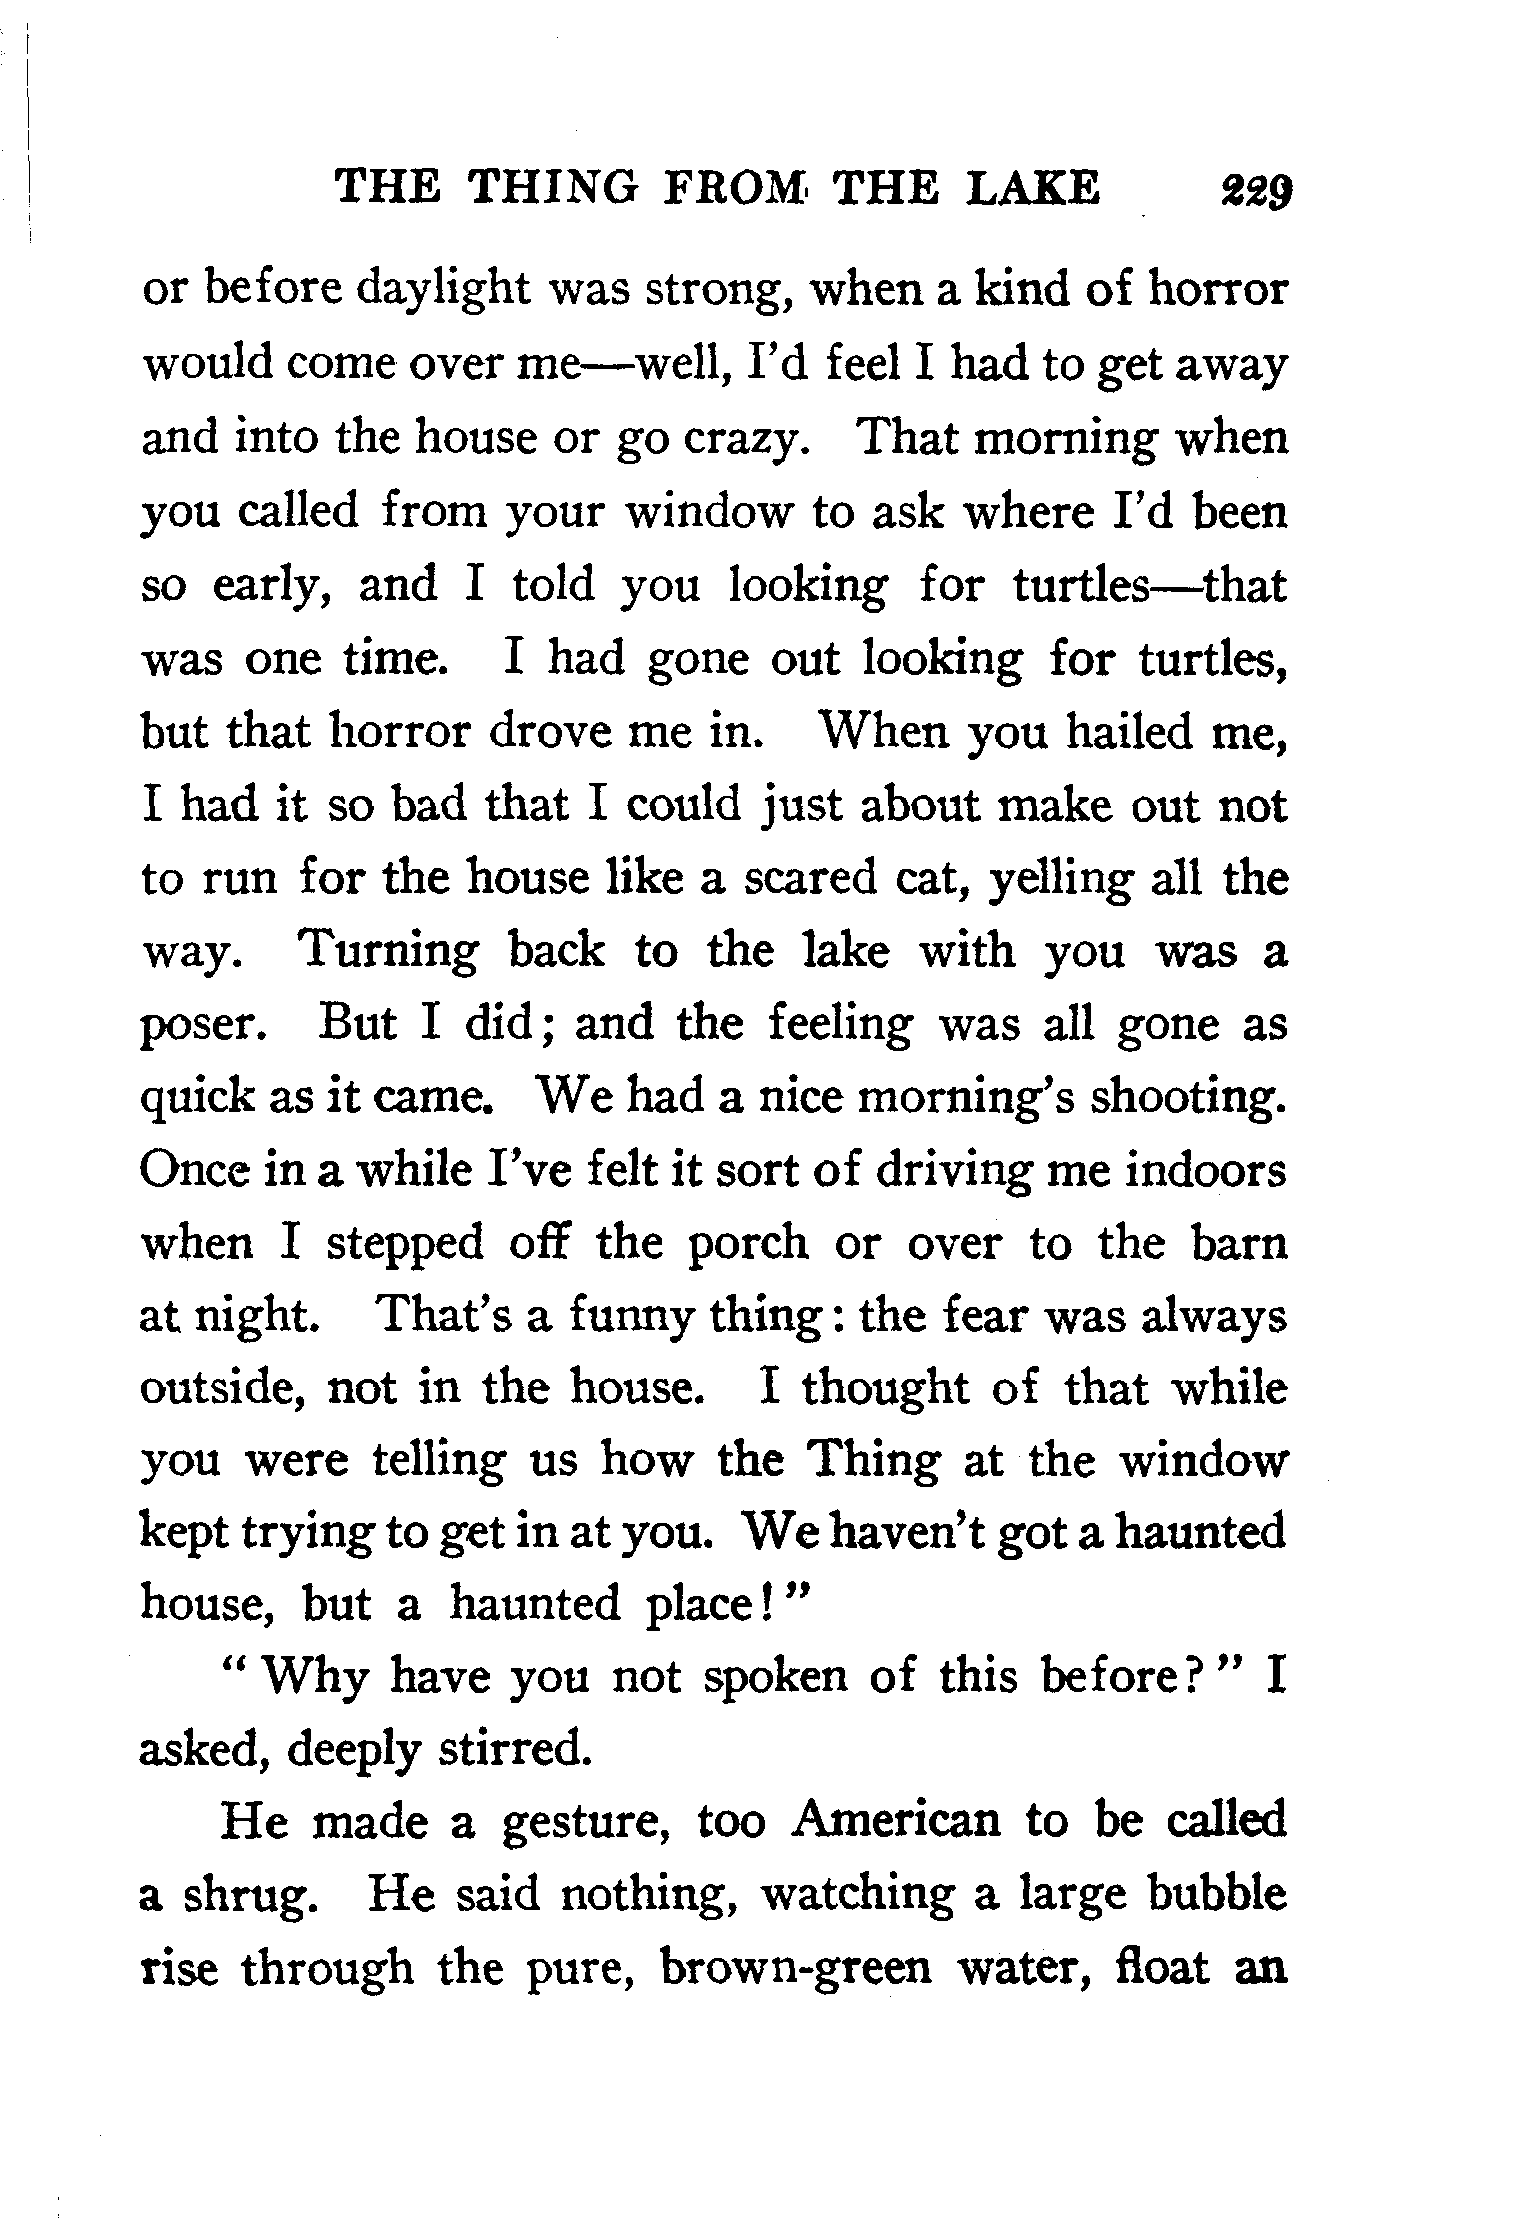 THE THING FROM THE LAKE 229
or before daylight was strong, when a kind of horror
would come over me—well, I'd feel I had to get away
and into the house or go crazy. That morning when
you called from your window to ask where I'd been
so early, and I told you looking for turtles—that
was one time. I had gone out looking for turtles,
but that horror drove me in. When you hailed me,
I had it so bad that I could just about make out not
to run for the house like a scared cat, yelling all the
way. Turning back to the lake with you was a
poser. But I did; and the feeling was all gone as
quick as it came. We had a nice morning's shooting.
Once in a while I've felt it sort of driving me indoors
when I stepped off the porch or over to the barn
at night. That's a funny thing: the fear was always
outside, not in the house. I thought of that while
you were telling us how the Thing at the window
kept trying to get in at you. We haven't got a haunted
house, but a haunted place!"
"Why have you not spoken of this before?" I
asked, deeply stirred.
He made a gesture, too American to be called
a shrug. He said nothing, watching a large bubble
rise through the pure, brown-green water, float an